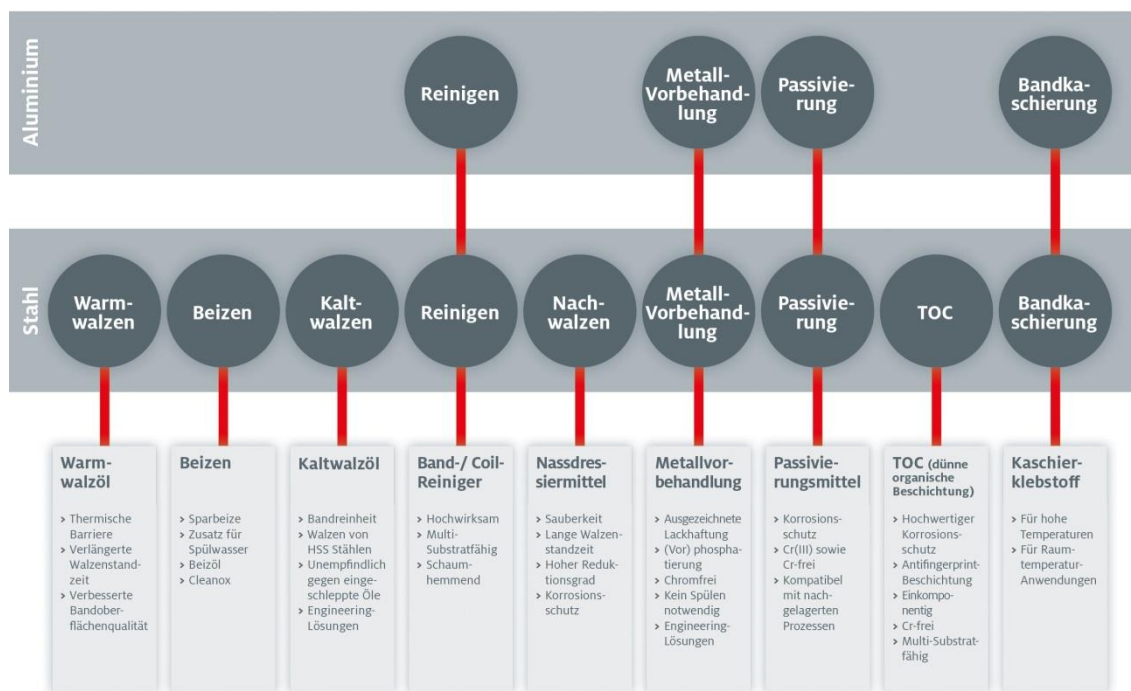 Aluminium
Reinigen
Metall-
Vorbehand-
lung
Passivie-
rung
Bandka-
schierung
Stahl
Warm-
walzen
Beizen
Kalt-
walzen
Reinigen
Nach-
walzen
Metall-
Vorbehand-
lung
Passivie-
rung
TOC
Bandka-
schierung
Warm-
walzöl
› Thermische
Barriere
› Verlängerte
Walzenstand-
zeit
› Verbesserte
Bandober-
flächenqualität
Beizen
› Sparbeize
› Zusatz für
Spülwasser
› Beizöl
› Cleanox
Kaltwalzöl
› Bandreinheit
› Walzen von
HSS Stählen
› Unempfindlich
gegen einge-
schleppte Öle
› Engineering-
Lösungen
Band-/ Coil-
Reiniger
› Hochwirksam
› Multi-
Substratfähig
› Schaum-
hemmend
Nassdres-
siermittel
› Sauberkeit
› Lange Walzen-
standzeit
› Hoher Reduk-
tionsgrad
› Korrosions-
schutz
Metallvor-
behandlung
› Ausgezeichnete
Lackhaftung
› (Vor) phospha-
tierung
› Chromfrei
› Kein Spülen
notwendig
› Engineering-
Lösungen
Passivie-
rungsmittel
› Korrosions-
schutz
› Cr(III) sowie
Cr-frei
› Kompatibel
mit nach-
gelagerten
Prozessen
TOC (dünne
organische
Beschichtung)
› Hochwertiger
Korrosions-
schutz
› Antifingerprint-
Beschichtung
› Einkompo-
nentig
› Cr-frei
› Multi-Substrat-
fähig
Kaschier-
klebstoff
› Für hohe
Temperaturen
› Für Raum-
temperatur-
Anwendungen